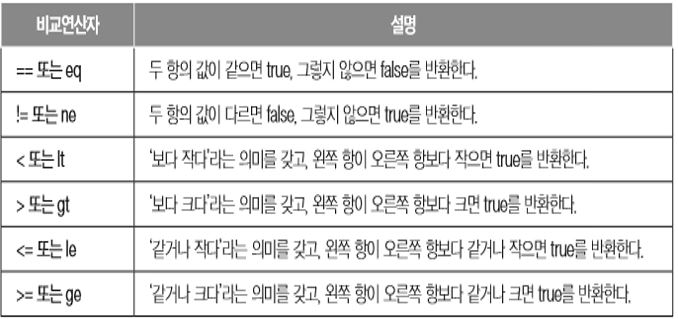 비교연산자 설명
== 또는 eq 두 항의 값이 같으면 true, 그렇지 않으면 false를 반환한다.
!= 또는 ne 두 항의 값이 다르면 false, 그렇지 않으면 true를 반환한다.
< 또는 lt ‘보다 작다’라는 의미를 갖고, 왼쪽 항이 오른쪽 항보다 작으면 true를 반환한다.
> 또는 gt ‘보다 크다’라는 의미를 갖고, 왼쪽 항이 오른쪽 항보다 크면 true를 반환한다.
<= 또는 le ‘같거나 작다’라는 의미를 갖고, 왼쪽 항이 오른쪽 항보다 같거나 작으면 true를 반환한다.
>= 또는 ge ‘같거나 크다’리는 의미를 갖고, 왼쪽 항이 오른쪽 항보다 같거나 크면 true를 반환한다.